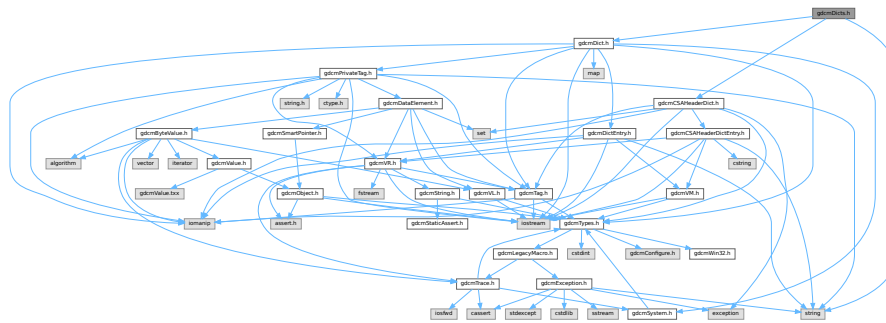 gdcmDicts.h
gdcmDict.h
gdcmPrivateTag.h
map
string.h
ctype.h
gdcmDataElement.h
gdcmCSAHeaderDict.h
gdcmByteValue.h
gdcmSmartPointer.h
set
gdcmDictEntry.h
gdcmCSAHeaderDictEntry.h
algorithm
vector
iterator
gdcmValue.h
gdcmVR.h
cstring
gdcmValue.txx
gdcmObject.h
fstream
gdcmString.h
gdcmVL.h
gdcmTag.h
gdcmVM.h
iomanip
assert.h
gdcmStaticAssert.h
iostream
gdcmTypes.h
gdcmLegacyMacro.h
cstdint
gdcmConfigure.h
gdcmWin32.h
gdcmTrace.h
gdcmException.h
iosfwd
cassert
stdexcept
cstdlib
sstream
gdcmSystem.h
exception
string